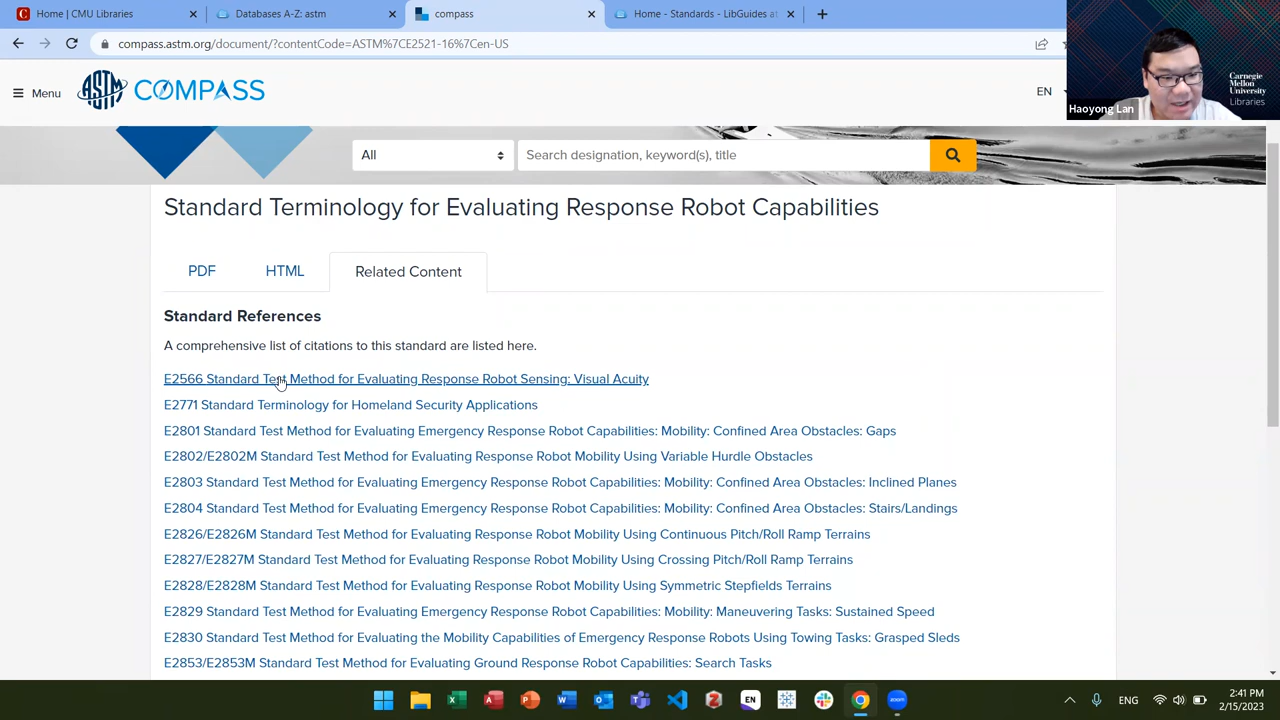 CMU Libraries
Databases A-Z: astm
compass
Home - Standards - LibGuides at
compass.astm.org/document/?contentCode=ASTM%7CE2521-16%7Cen-US
Menu
ASTM
COMPASS
EN
Carnegie
Mellon
University
Libraries
Haoyong Lan
All
Search designation, keyword(s), title
Standard Terminology for Evaluating Response Robot Capabilities
PDF
HTML
Related Content
Standard References
A comprehensive list of citations to this standard are listed here.
E2566 Standard Test Method for Evaluating Response Robot Sensing: Visual Acuity
E2771 Standard Terminology for Homeland Security Applications
E2801 Standard Test Method for Evaluating Emergency Response Robot Capabilities: Mobility: Confined Area Obstacles: Gaps
E2802/E2802M Standard Test Method for Evaluating Response Robot Mobility Using Variable Hurdle Obstacles
E2803 Standard Test Method for Evaluating Emergency Response Robot Capabilities: Mobility: Confined Area Obstacles: Inclined Planes
E2804 Standard Test Method for Evaluating Emergency Response Robot Capabilities: Mobility: Confined Area Obstacles: Stairs/Landings
E2826/E2826M Standard Test Method for Evaluating Response Robot Mobility Using Continuous Pitch/Roll Ramp Terrains
E2827/E2827M Standard Test Method for Evaluating Response Robot Mobility Using Crossing Pitch/Roll Ramp Terrains
E2828/E2828M Standard Test Method for Evaluating Response Robot Mobility Using Symmetric Stepfields Terrains
E2829 Standard Test Method for Evaluating Emergency Response Robot Capabilities: Mobility: Maneuvering Tasks: Sustained Speed
E2830 Standard Test Method for Evaluating the Mobility Capabilities of Emergency Response Robots Using Towing Tasks: Grasped Sleds
E2853/E2853M Standard Test Method for Evaluating Ground Response Robot Capabilities: Search Tasks
EN
zoom
ENG
2:41 PM
2/15/2023